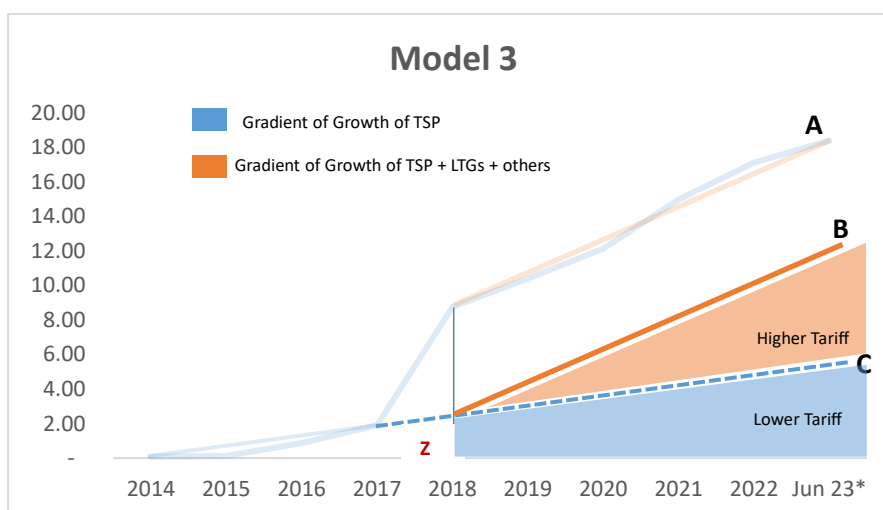 Model 3
20.00
18.00
16.00
14.00
12.00
10.00
8.00
6.00
4.00
2.00
-
Gradient of Growth of TSP
Gradient of Growth of TSP + LTGs + others
A
B
Higher Tariff
C
Lower Tariff
Z
2014 2015 2016 2017 2018 2019 2020 2021 2022 Jun 23*